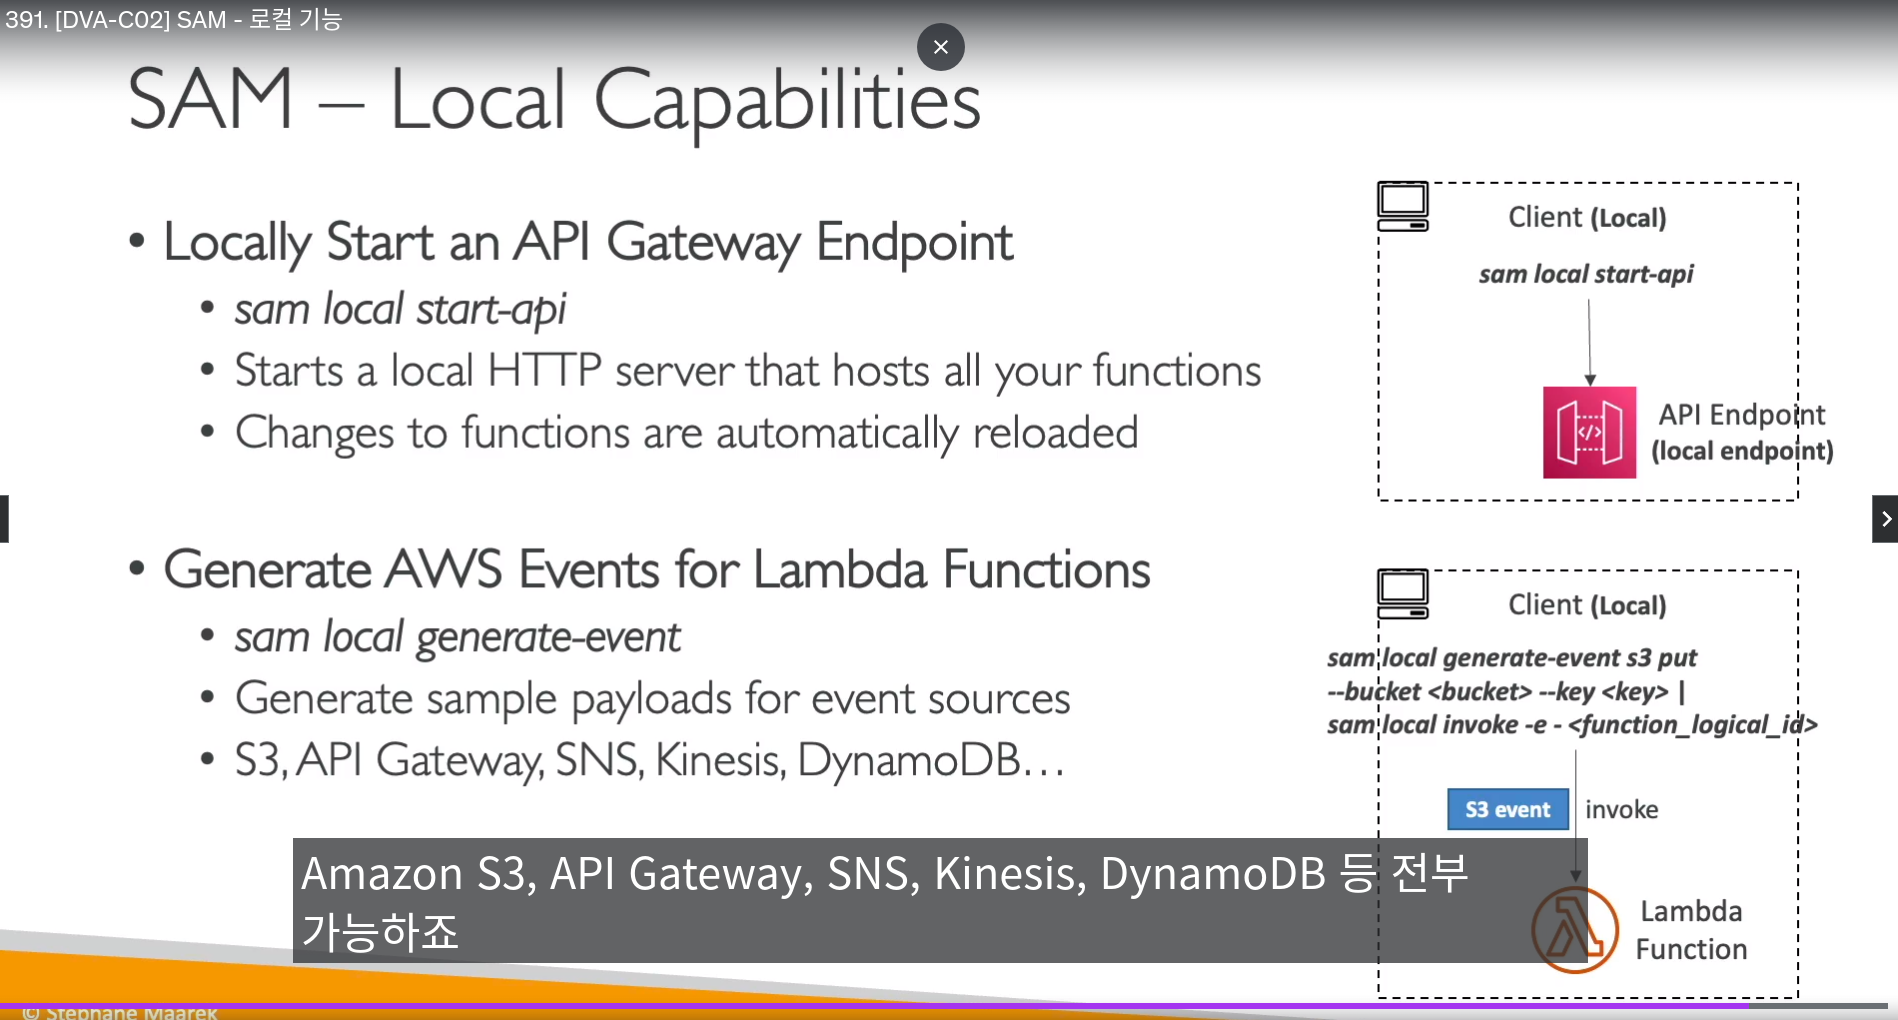 391. [DVA-C02] SAM - 로컬 기능
SAM – Local Capabilities
• Locally Start an API Gateway Endpoint
• sam local start-api
• Starts a local HTTP server that hosts all your functions
• Changes to functions are automatically reloaded
• Generate AWS Events for Lambda Functions
• sam local generate-event
• Generate sample payloads for event sources
• S3, API Gateway, SNS, Kinesis, DynamoDB…
Client (Local)
sam local start-api
</>
API Endpoint
(local endpoint)
Client (Local)
sam local generate-event s3 put
--bucket <bucket> --key <key> |
sam local invoke -e - <function_logical_id>
S3 event
invoke
Lambda
Function
Amazon S3, API Gateway, SNS, Kinesis, DynamoDB 등 전부
가능하죠
© Stephane Maarek